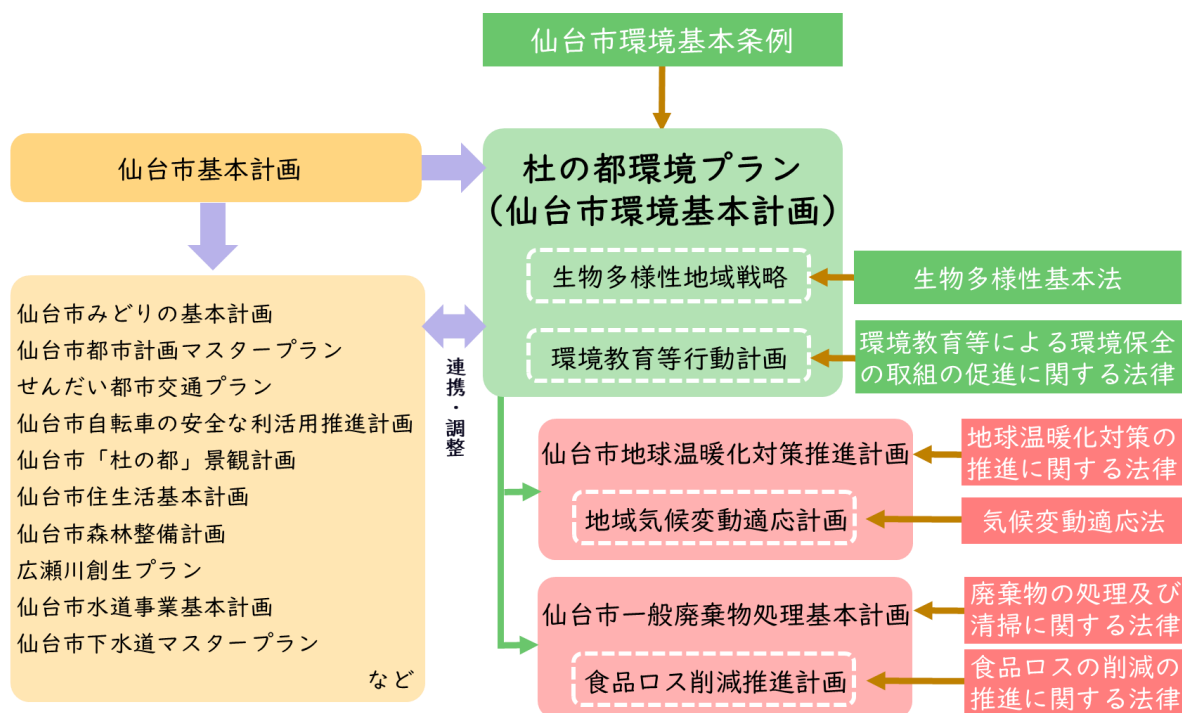 仙台市環境基本条例
仙台市基本計画
杜の都環境プラン
(仙台市環境基本計画)
生物多様性地域戦略
生物多様性基本法
環境教育等行動計画
環境教育等による環境保全
の取組の促進に関する法律
仙台市みどりの基本計画
仙台市都市計画マスタープラン
せんだい都市交通プラン
仙台市自転車の安全な利活用推進計画
仙台市「杜の都」景観計画
仙台市住生活基本計画
仙台市森林整備計画
広瀬川創生プラン
仙台市水道事業基本計画
仙台市下水道マスタープラン
など
連携・調整
仙台市地球温暖化対策推進計画
地球温暖化対策の
推進に関する法律
地域気候変動適応計画
気候変動適応法
仙台市一般廃棄物処理基本計画
廃棄物の処理及び
清掃に関する法律
食品ロス削減推進計画
食品ロスの削減の
推進に関する法律